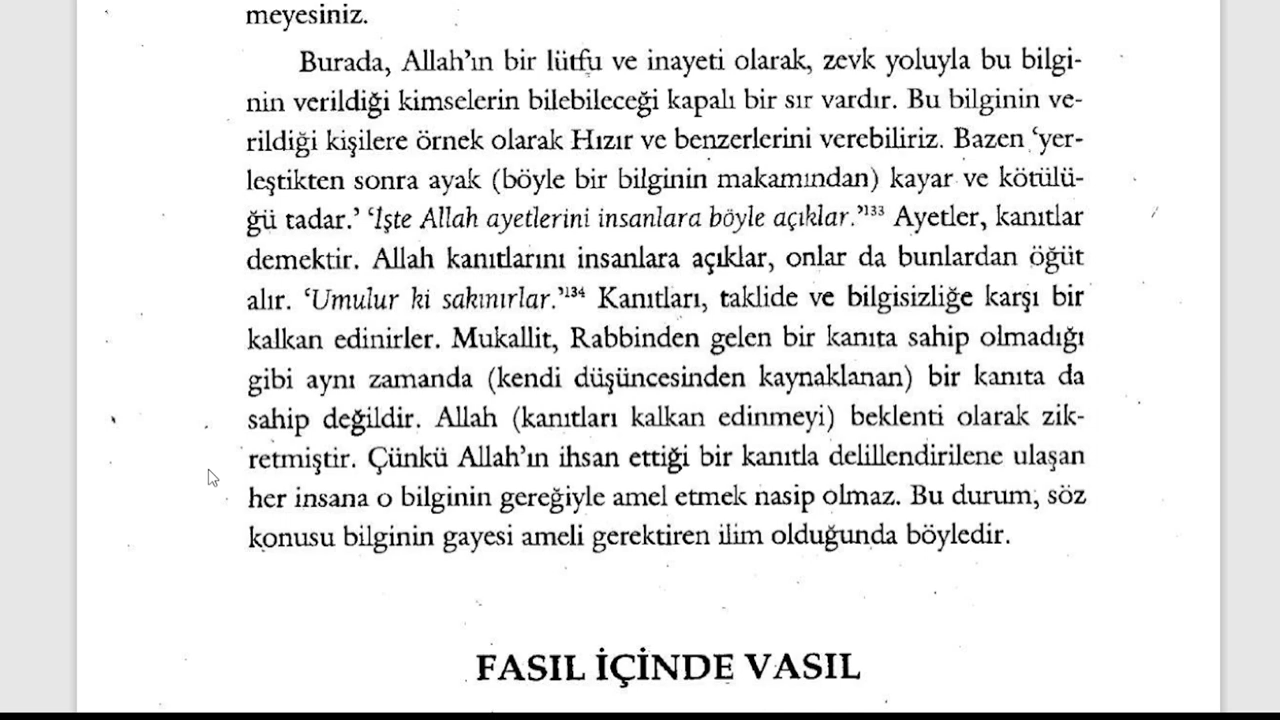 meyesiniz.
Burada, Allah’ın bir lütfu ve inayeti olarak, zevk yoluyla bu bilgi-
nin verildiği kimselerin bilebileceği kapalı bir sır vardır. Bu bilginin ve-
rildiği kişilere örnek olarak Hızır ve benzerlerini verebiliriz. Bazen ‘yer-
leştikten sonra ayak (böyle bir bilginin makamından) kayar ve kötülü-
ğü tadar.’ ‘İşte Allah ayetlerini insanlara böyle açıklar.’¹³³ Ayetler, kanıtlar
demektir. Allah kanıtlarını insanlara açıklar, onlar da bunlardan öğüt
alır. ‘Umulur ki sakınırlar.’¹³⁴ Kanıtları, taklide ve bilgisizliğe karşı bir
kalkan edinirler. Mukallit, Rabbinden gelen bir kanıta sahip olmadığı
gibi aynı zamanda (kendi düşüncesinden kaynaklanan) bir kanıta da
sahip değildir. Allah (kanıtları kalkan edinmeyi) beklenti olarak zik-
retmiştir. Çünkü Allah’ın ihsan ettiği bir kanıtla delillendirilene ulaşan
her insana o bilginin gereğiyle amel etmek nasip olmaz. Bu durum, söz
konusu bilginin gayesi ameli gerektiren ilim olduğunda böyledir.
FASIL İÇİNDE VASIL